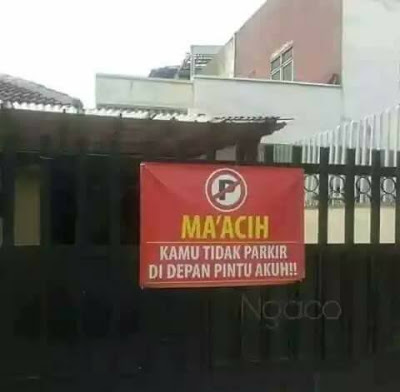 P
MA'ACIH
KAMU TIDAK PARKIR
DI DEPAN PINTU AKUH!!
Ngaco